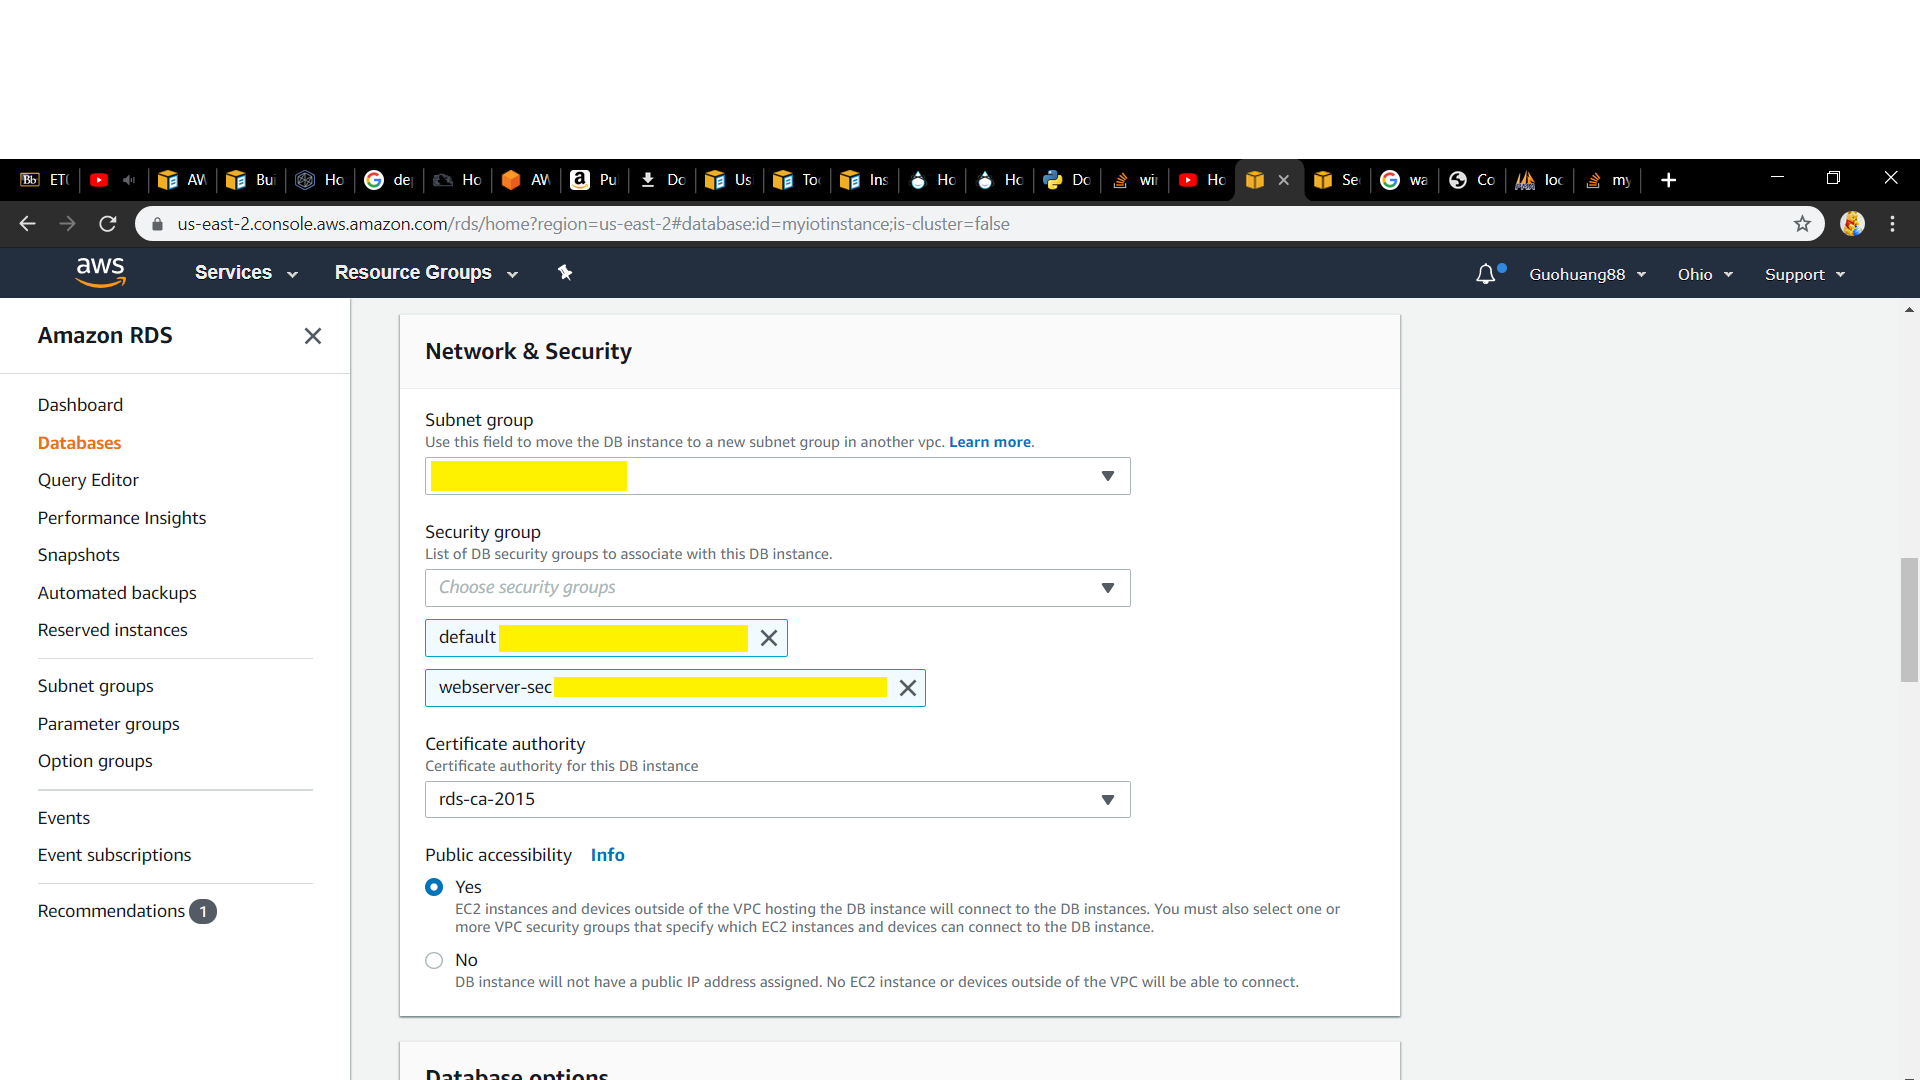 Bb ETC
AW
Bui
Ho
de
Ho
AW
a Pu
Do
Us
To
Ins
Ho
Ho
Do
wi
Ho
Se
wa
Co
loc
my
us-east-2.console.aws.amazon.com/rds/home?region=us-east-2#database:id=myiotinstance;is-cluster=false
aws Services Resource Groups Guohuang88 Ohio Support
Amazon RDS
Dashboard
Databases
Query Editor
Performance Insights
Snapshots
Automated backups
Reserved instances
Subnet groups
Parameter groups
Option groups
Events
Event subscriptions
Recommendations 1
Network & Security
Subnet group
Use this field to move the DB instance to a new subnet group in another vpc. Learn more.
Security group
List of DB security groups to associate with this DB instance.
Choose security groups
default
webserver-sec
Certificate authority
Certificate authority for this DB instance
rds-ca-2015
Public accessibility Info
Yes
EC2 instances and devices outside of the VPC hosting the DB instance will connect to the DB instances. You must also select one or
more VPC security groups that specify which EC2 instances and devices can connect to the DB instance.
No
DB instance will not have a public IP address assigned. No EC2 instance or devices outside of the VPC will be able to connect.
Database options